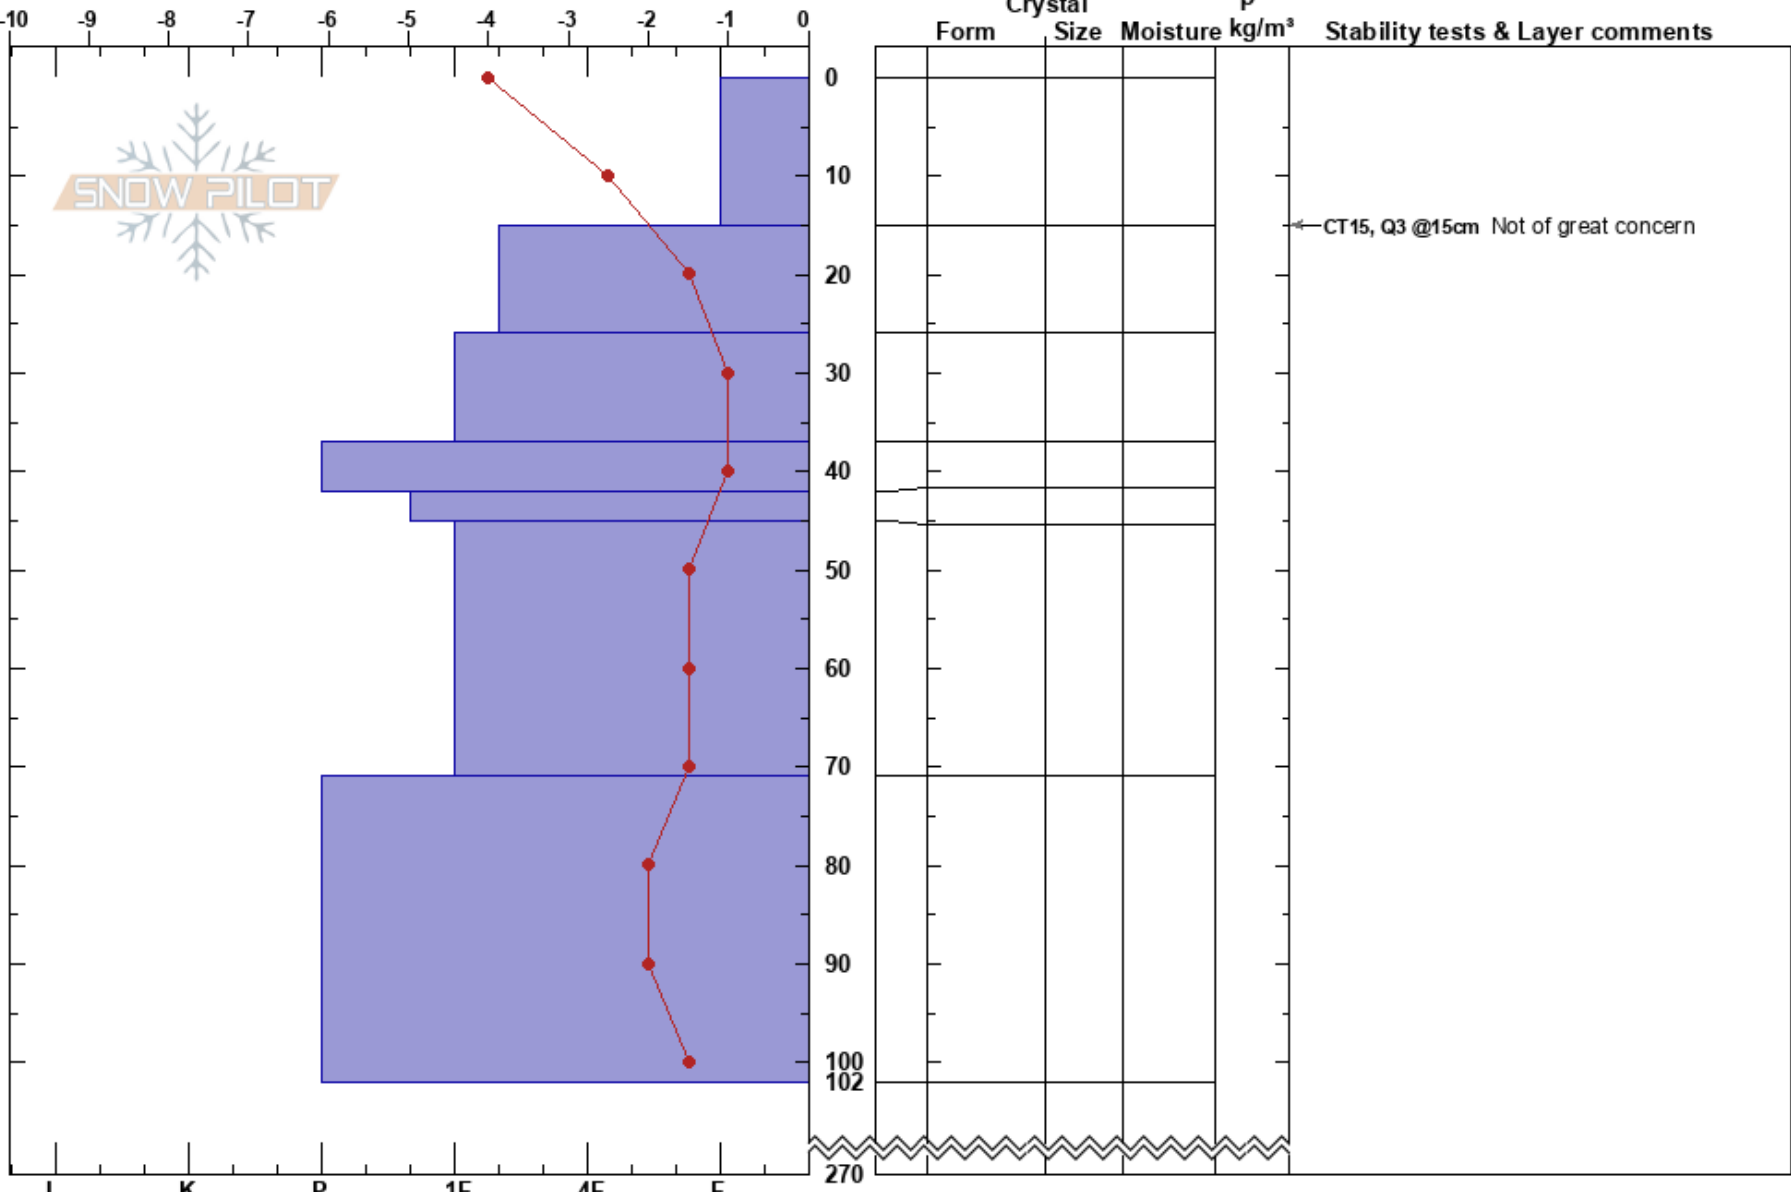 -10 -9 -8 -7 -6 -5 -4 -3 -2 -1 0
Crystal
Form Size Moisture kg/m³ Stability tests & Layer comments
0
SNOW PILOT
10
CT15, Q3 @15cm Not of great concern
20
30
40
50
60
70
80
90
100
102
270